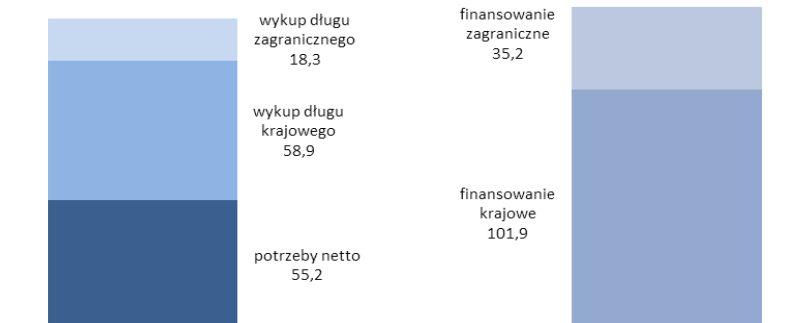 wykup długu
zagranicznego
18,3
wykup długu
krajowego
58,9
potrzeby netto
55,2
finansowanie
zagraniczne
35,2
finansowanie
krajowe
101,9